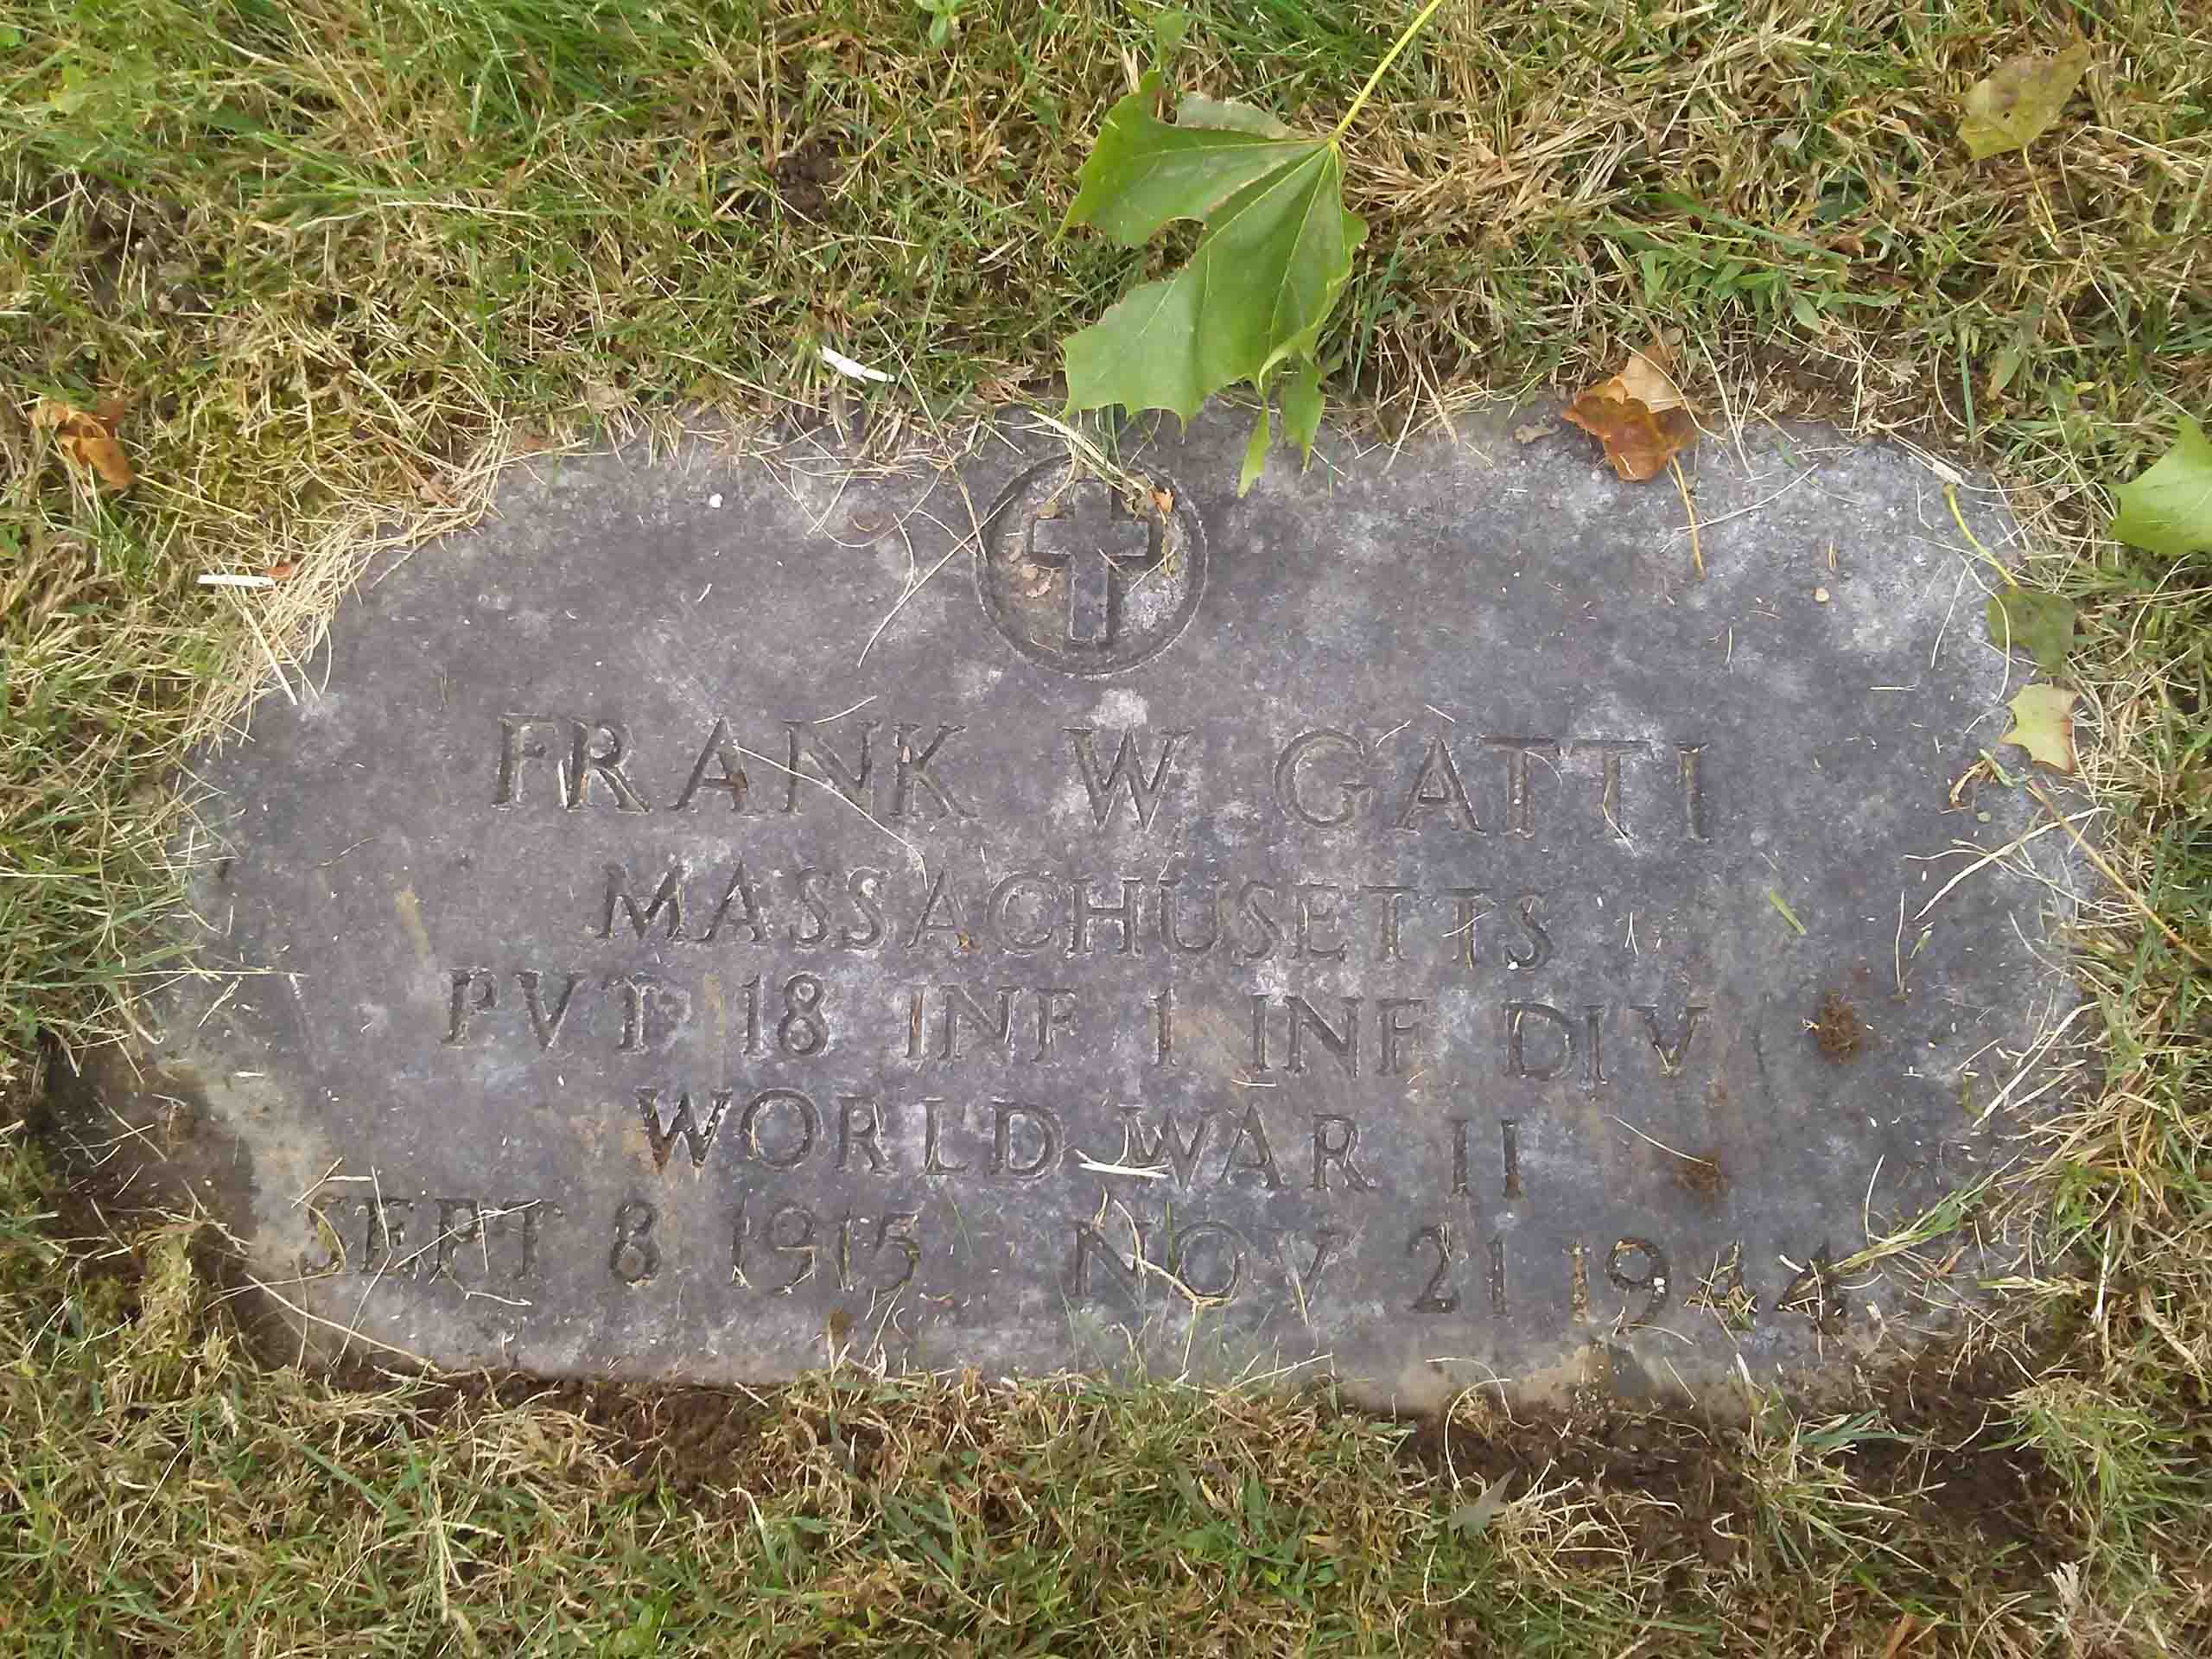 FRANK W GATTI
MASSACHUSETTS
PVT 18 INF 1 INF DIV
WORLD WAR II
SEPT 8 1915 NOV 21 1944